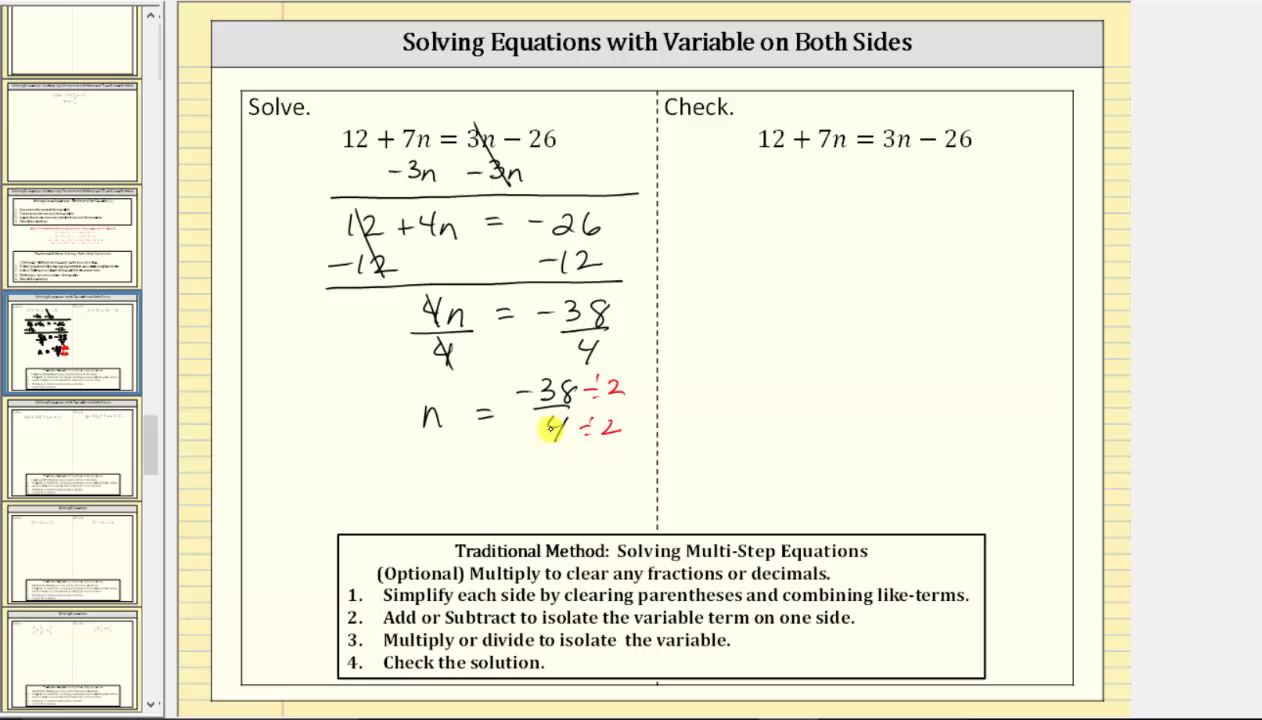 Solving Equations with Variable on Both Sides
Solve.
12 + 7n = 3n − 26
−3n −3n
12 + 4n = −26
−12 −12
4n = −38
4 4
n = −38 ÷2
4 ÷2
Check.
12 + 7n = 3n − 26
Traditional Method: Solving Multi-Step Equations
(Optional) Multiply to clear any fractions or decimals.
1. Simplify each side by clearing parentheses and combining like-terms.
2. Add or Subtract to isolate the variable term on one side.
3. Multiply or divide to isolate the variable.
4. Check the solution.